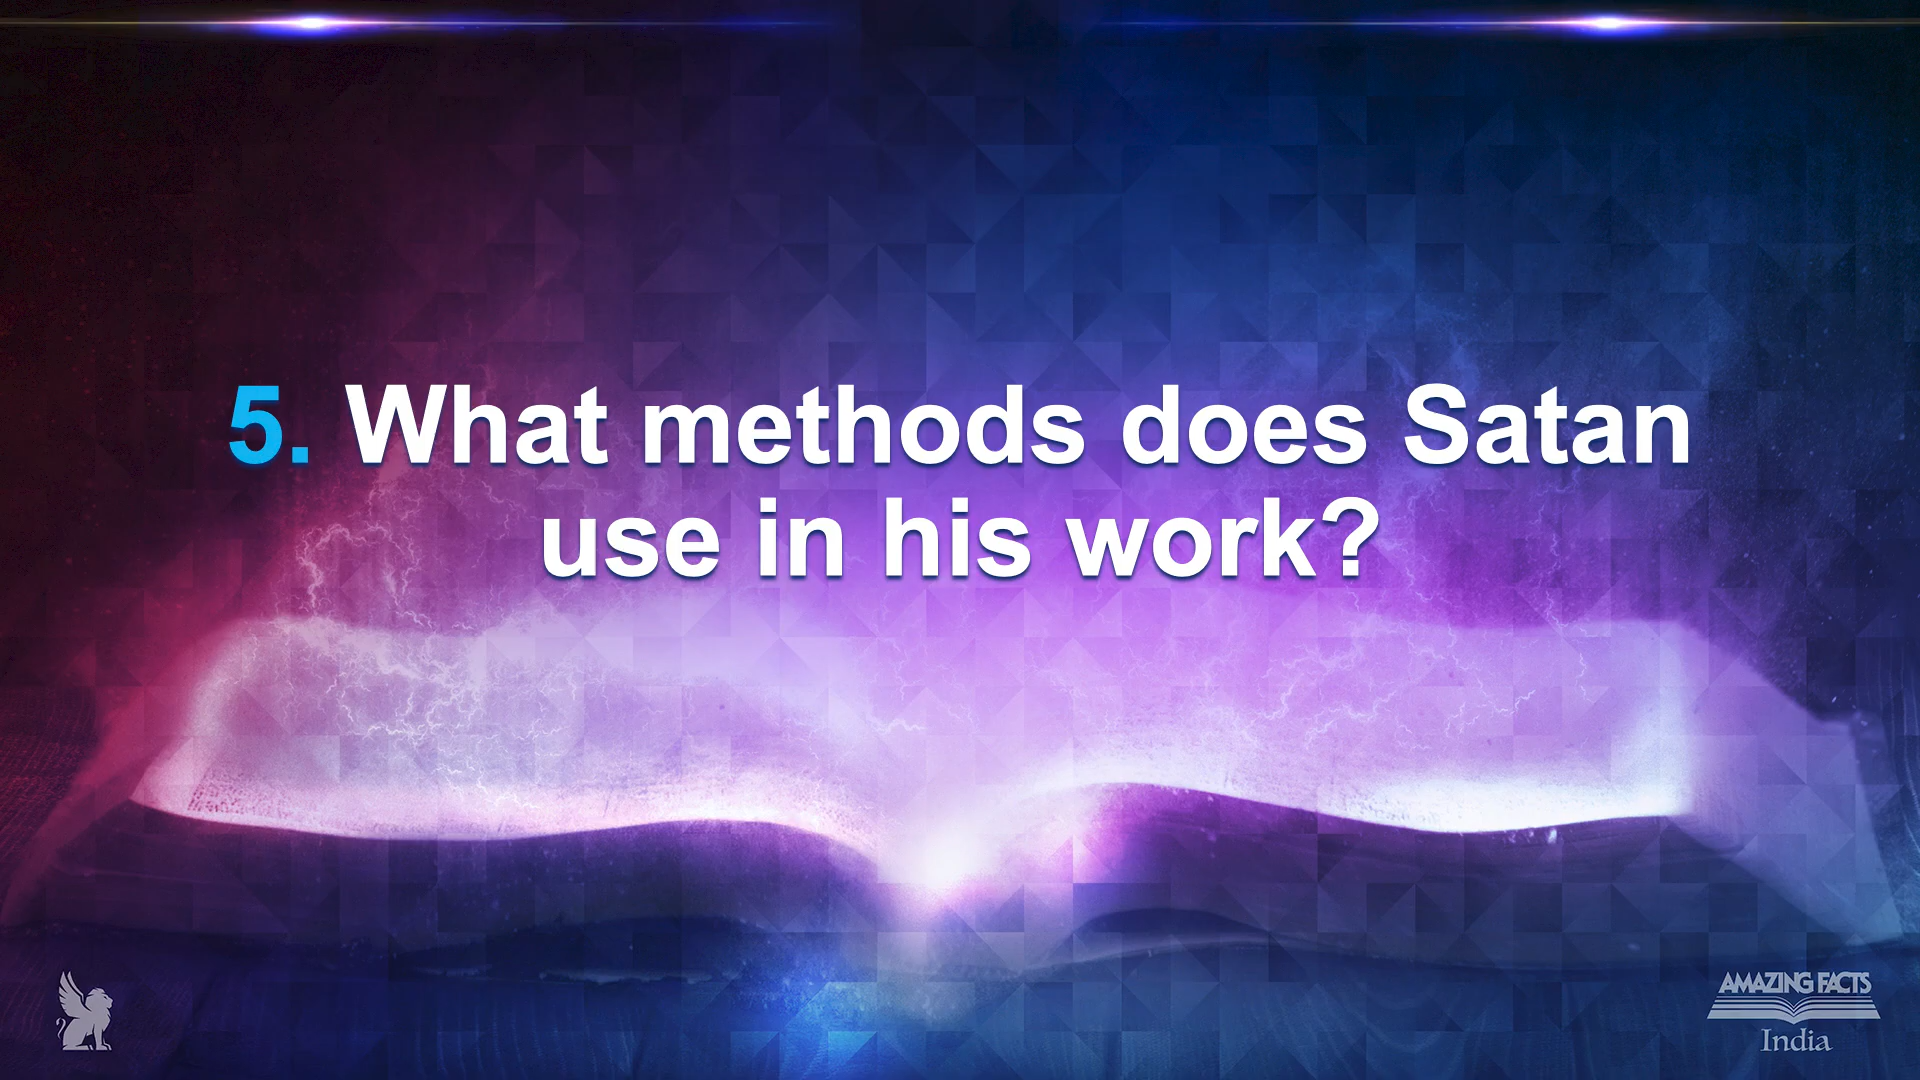 5. What methods does Satan
use in his work?
AMAZING FACTS
India